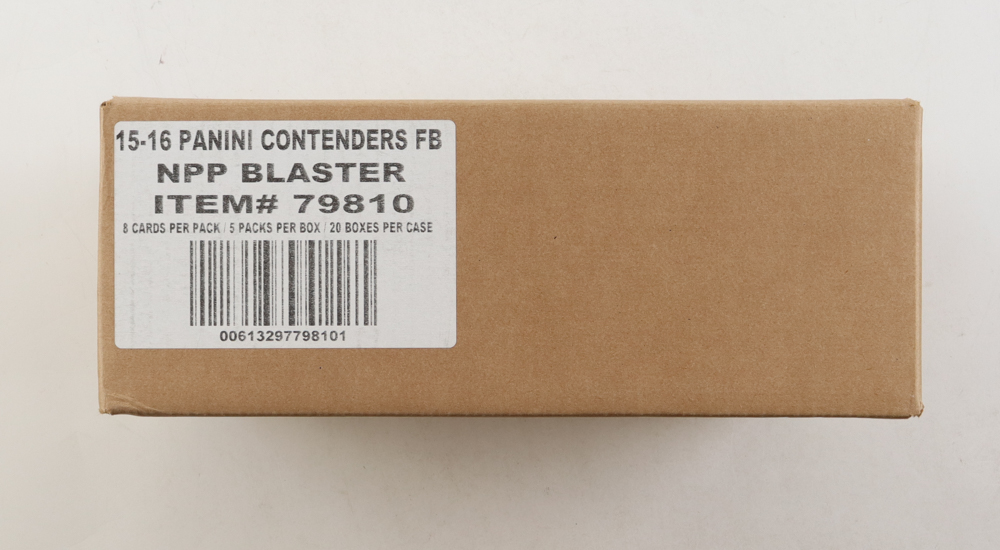 15-16 PANINI CONTENDERS FB
NPP BLASTER
ITEM# 79810
8 CARDS PER PACK / 5 PACKS PER BOX / 20 BOXES PER CASE
00613297798101